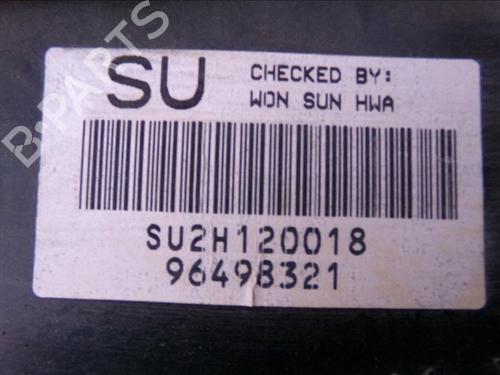 SU
CHECKED BY:
WON SUN HWA
SU2H120018
96498321
B-PARTS